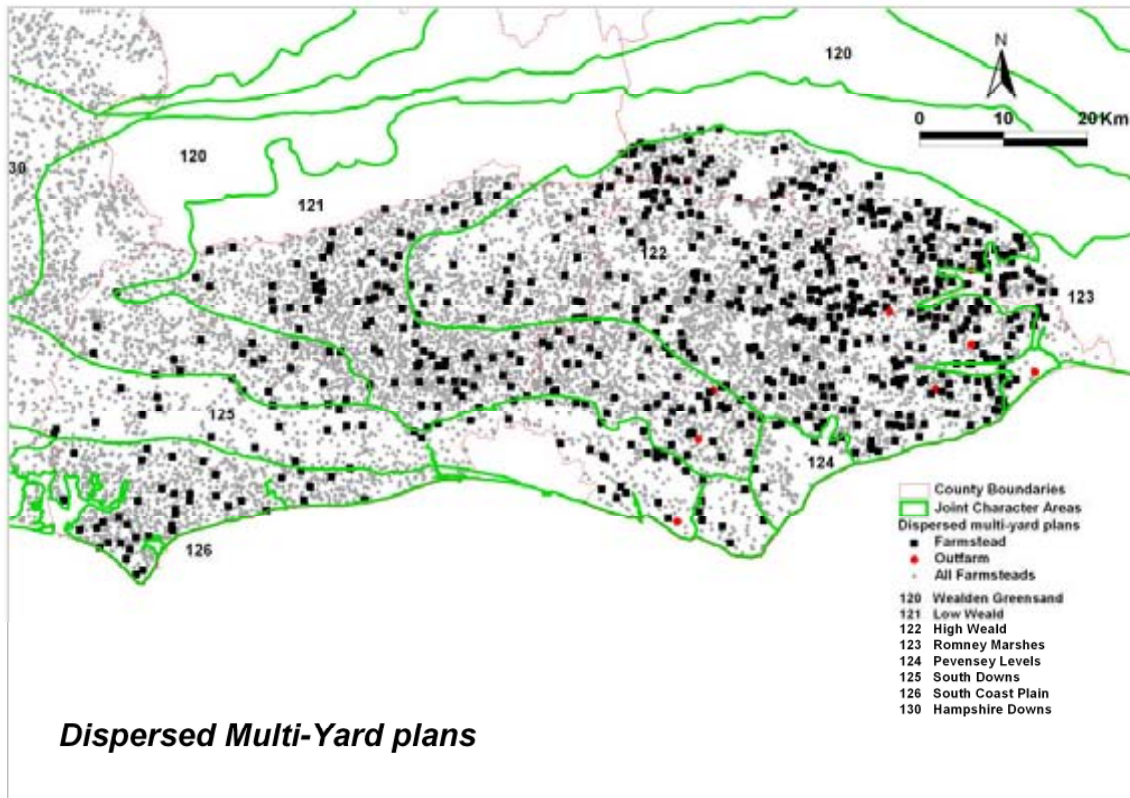 120
N
0 10 20 Km
120
30
121
122
123
125
124
126
County Boundaries
Joint Character Areas
Dispersed multi-yard plans
Farmstead
Outfarm
All Farmsteads
120 Wealden Greensand
121 Low Weald
122 High Weald
123 Romney Marshes
124 Pevensey Levels
125 South Downs
126 South Coast Plain
130 Hampshire Downs
Dispersed Multi-Yard plans